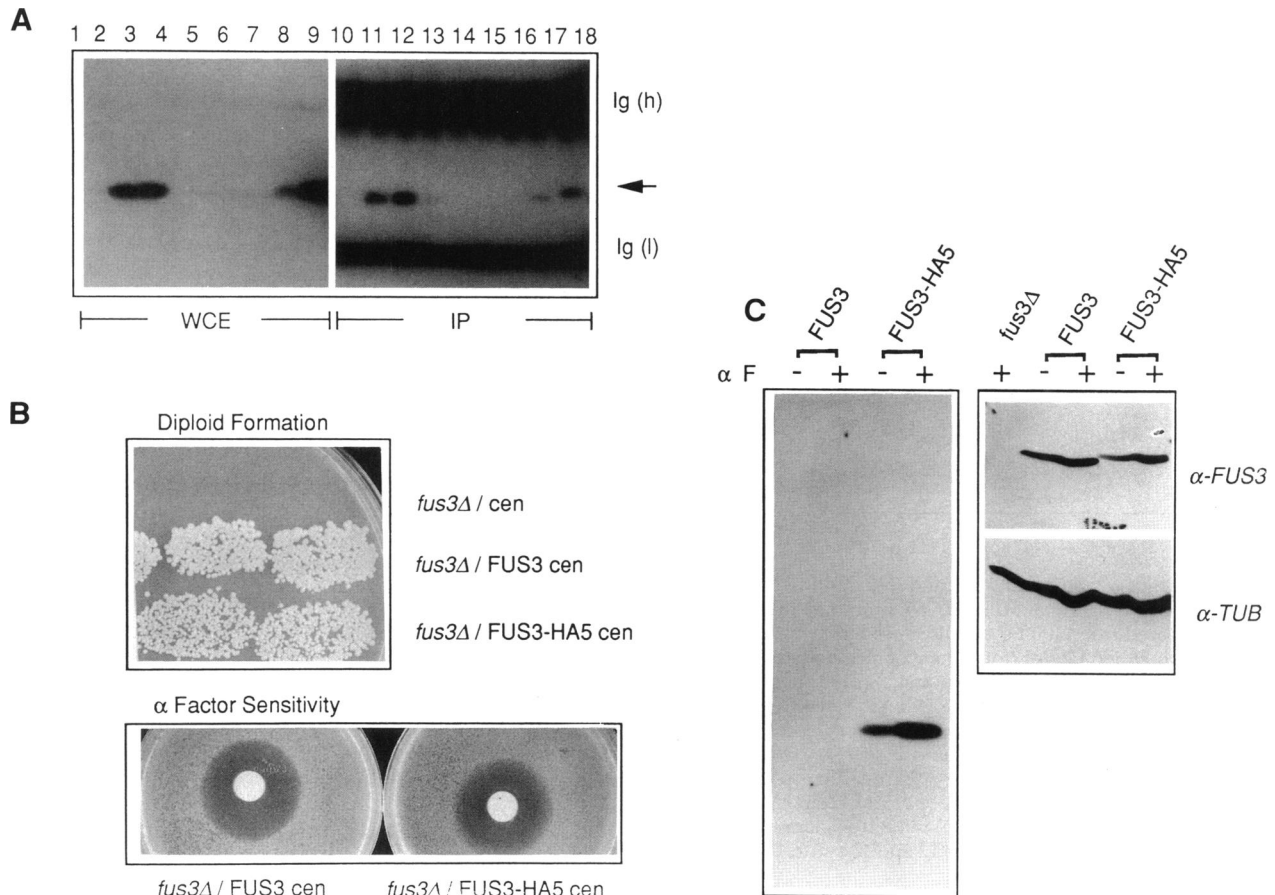 A
1 2 3 4 5 6 7 8 9 10 11 12 13 14 15 16 17 18
Ig (h)
Ig (l)
WCE
IP
B
Diploid Formation
fus3Δ / cen
fus3Δ / FUS3 cen
fus3Δ / FUS3-HA5 cen
α Factor Sensitivity
fus3Δ / FUS3 cen
fus3Δ / FUS3-HA5 cen
C
FUS3
FUS3-HA5
fus3Δ
FUS3
FUS3-HA5
α F - + - + + - + - +
α-FUS3
α-TUB